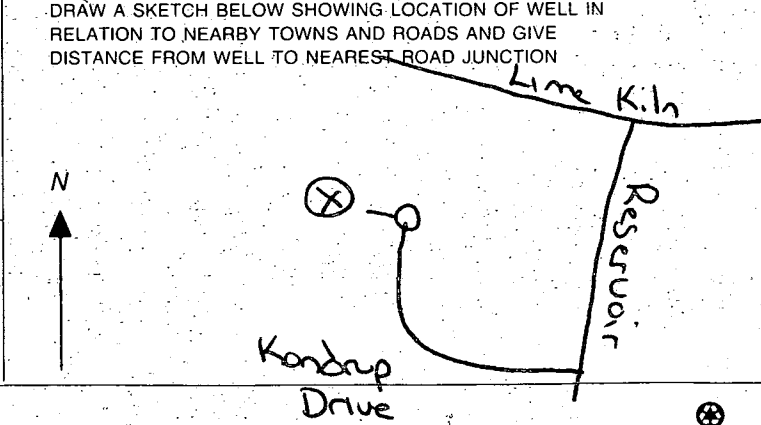 DRAW A SKETCH BELOW SHOWING LOCATION OF WELL IN
RELATION TO NEARBY TOWNS AND ROADS AND GIVE
DISTANCE FROM WELL TO NEAREST ROAD JUNCTION
Lime Kiln
N
X
Reservoir
Kondrup
Drive